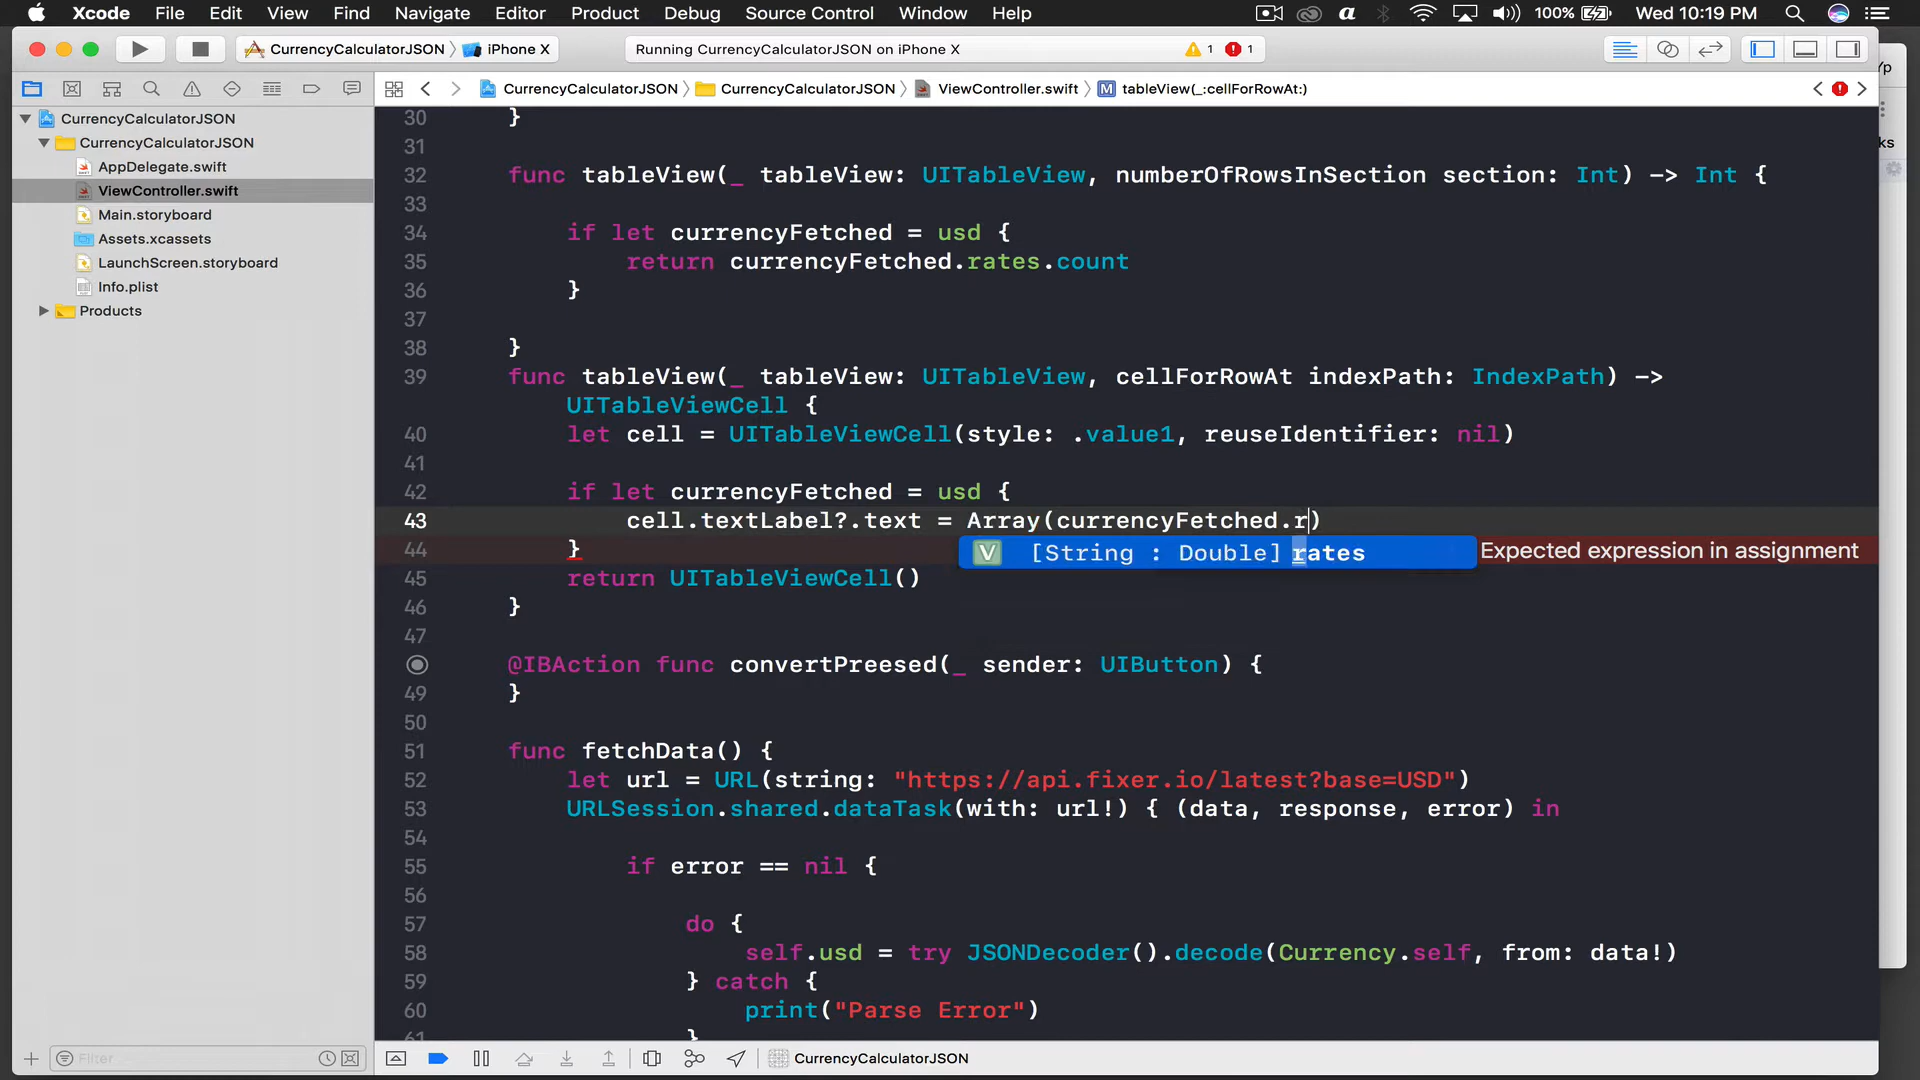 Xcode File Edit View Find Navigate Editor Product Debug Source Control Window Help 100% Wed 10:19 PM
CurrencyCalculatorJSON iPhone X Running CurrencyCalculatorJSON on iPhone X 1 1
CurrencyCalculatorJSON CurrencyCalculatorJSON ViewController.swift M tableView(_:cellForRowAt:)
CurrencyCalculatorJSON
CurrencyCalculatorJSON
AppDelegate.swift
ViewController.swift
Main.storyboard
Assets.xcassets
LaunchScreen.storyboard
Info.plist
Products
30 }
31
32 func tableView(_ tableView: UITableView, numberOfRowsInSection section: Int) -> Int {
33
34 if let currencyFetched = usd {
35 return currencyFetched.rates.count
36 }
37
38 }
39 func tableView(_ tableView: UITableView, cellForRowAt indexPath: IndexPath) ->
UITableViewCell {
40 let cell = UITableViewCell(style: .value1, reuseIdentifier: nil)
41
42 if let currencyFetched = usd {
43 cell.textLabel?.text = Array(currencyFetched.r)
44 } V [String : Double] rates Expected expression in assignment
45 return UITableViewCell()
46 }
47
@IBAction func convertPreesed(_ sender: UIButton) {
49 }
50
51 func fetchData() {
52 let url = URL(string: "https://api.fixer.io/latest?base=USD")
53 URLSession.shared.dataTask(with: url!) { (data, response, error) in
54
55 if error == nil {
56
57 do {
58 self.usd = try JSONDecoder().decode(Currency.self, from: data!)
59 } catch {
60 print("Parse Error")
61 }
Filter CurrencyCalculatorJSON
yp
ks